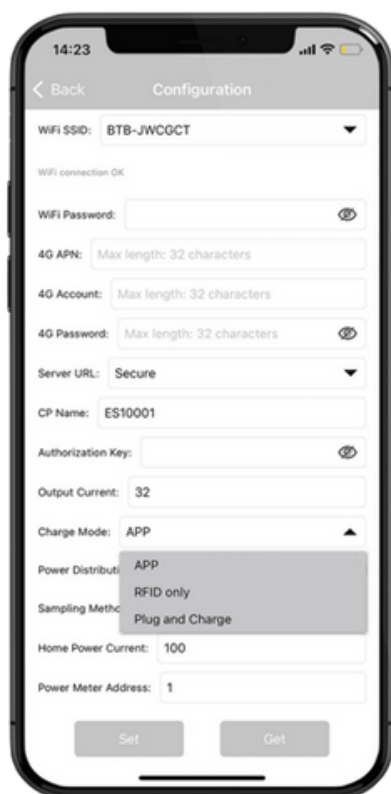 14:23
Back Configuration
WiFi SSID: BTB-JWCGCT
WiFi connection OK
WiFi Password:
4G APN: Max length: 32 characters
4G Account: Max length: 32 characters
4G Password: Max length: 32 characters
Server URL: Secure
CP Name: ES10001
Authorization Key:
Output Current: 32
Charge Mode: APP
Power Distributi
APP
RFID only
Sampling Metho
Plug and Charge
Home Power Current: 100
Power Meter Address: 1
Set Get